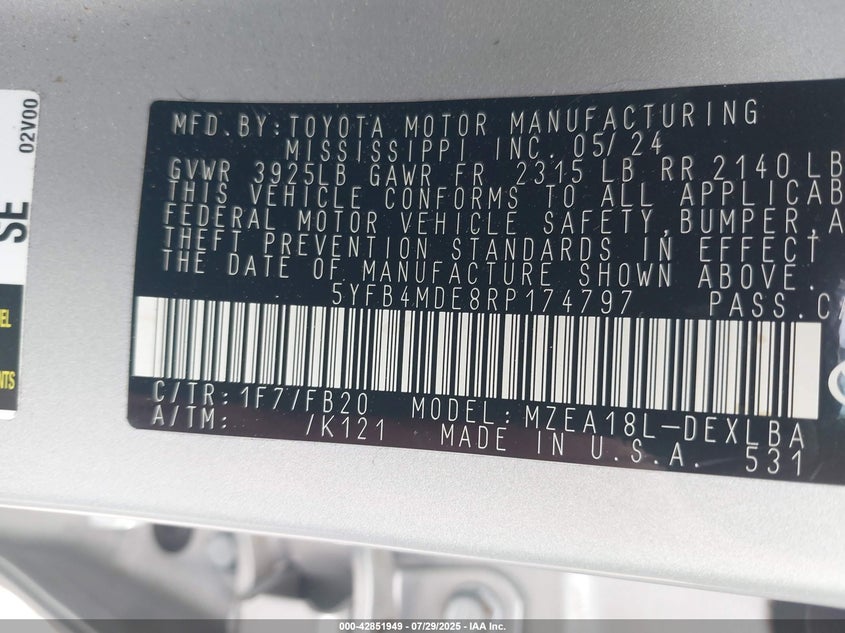 02V00
SE
EL
NTS
MFD.BY:TOYOTA MOTOR MANUFACTURING
MISSISSIPPI INC. 05/24
GVWR 3925LB GAWR FR 2315 LB RR 2140 LB
THIS VEHICLE CONFORMS TO ALL APPLICAB
FEDERAL MOTOR VEHICLE SAFETY,BUMPER,A
THEFT PREVENTION STANDARDS IN EFFECT
THE DATE OF MANUFACTURE SHOWN ABOVE.
5YFB4MDE8RP174797 PASS.CA
C/TR:1F7/FB20 MODEL:MZEA18L-DEXLBA
A/TM: /K121 MADE IN U.S.A. 531
000-42851949 | 07/29/2025 - IAA Inc.